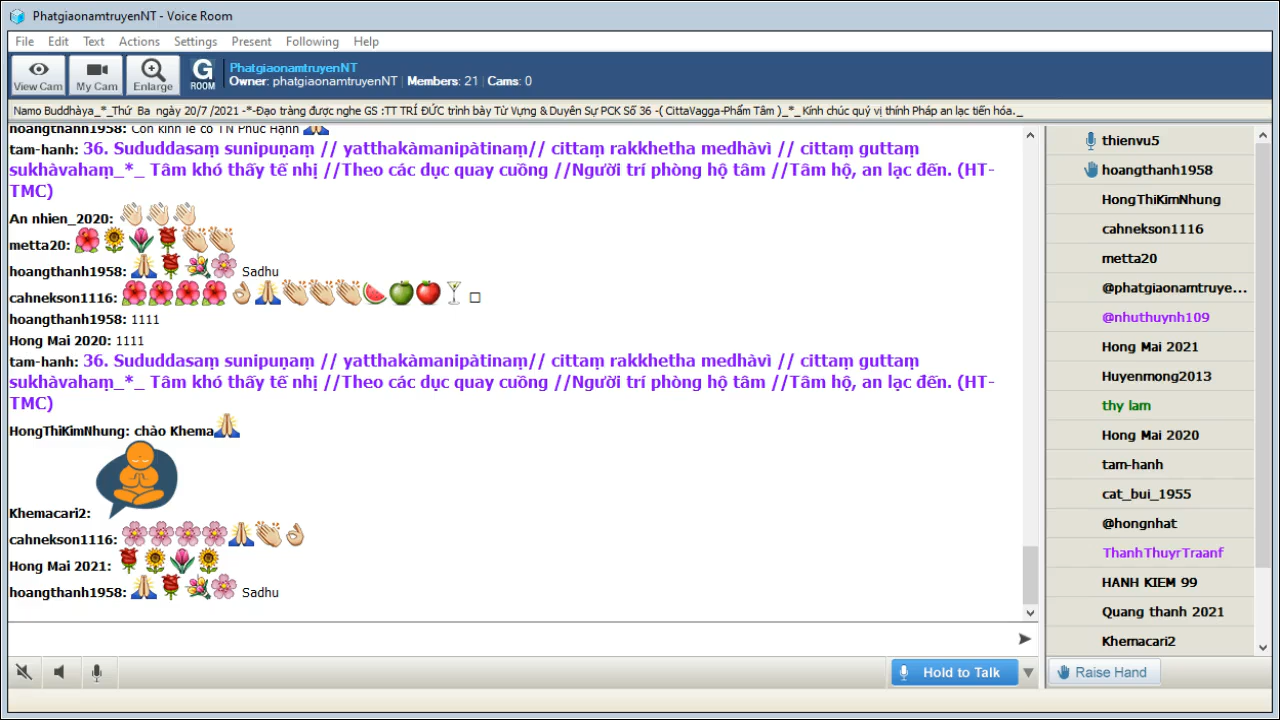 PhatgiaonamtruyenNT - Voice Room
File Edit Text Actions Settings Present Following Help
View Cam
My Cam
Enlarge
G
ROOM
PhatgiaonamtruyenNT
Owner: phatgiaonamtruyenNT | Members: 21 | Cams: 0
Namo Buddhàya_*_Thứ Ba ngày 20/7 /2021 -*-Đạo tràng được nghe GS :TT TRÍ ĐỨC trình bày Từ Vựng & Duyên Sự PCK Số 36 -( CittaVagga-Phẩm Tâm )_*_ Kính chúc quý vị thính Pháp an lạc tiến hóa._
hoangthanh1958: Con kính lễ cô TN Phúc Hạnh
tam-hanh: 36. Sududdasaṃ sunipuṇaṃ // yatthakàmanipàtinaṃ// cittaṃ rakkhetha medhàvì // cittaṃ guttaṃ
sukhàvahaṃ_*_ Tâm khó thấy tế nhị //Theo các dục quay cuồng //Người trí phòng hộ tâm //Tâm hộ, an lạc đến. (HT-
TMC)
An nhien_2020:
metta20:
hoangthanh1958: Sadhu
cahnekson1116:
hoangthanh1958: 1111
Hong Mai 2020: 1111
tam-hanh: 36. Sududdasaṃ sunipuṇaṃ // yatthakàmanipàtinaṃ// cittaṃ rakkhetha medhàvì // cittaṃ guttaṃ
sukhàvahaṃ_*_ Tâm khó thấy tế nhị //Theo các dục quay cuồng //Người trí phòng hộ tâm //Tâm hộ, an lạc đến. (HT-
TMC)
HongThiKimNhung: chào Khema
Khemacari2:
cahnekson1116:
Hong Mai 2021:
hoangthanh1958: Sadhu
thienvu5
hoangthanh1958
HongThiKimNhung
cahnekson1116
metta20
@phatgiaonamtruye...
@nhuthuynh109
Hong Mai 2021
Huyenmong2013
thy lam
Hong Mai 2020
tam-hanh
cat_bui_1955
@hongnhat
ThanhThuyrTraanf
HANH KIEM 99
Quang thanh 2021
Khemacari2
Hold to Talk
Raise Hand